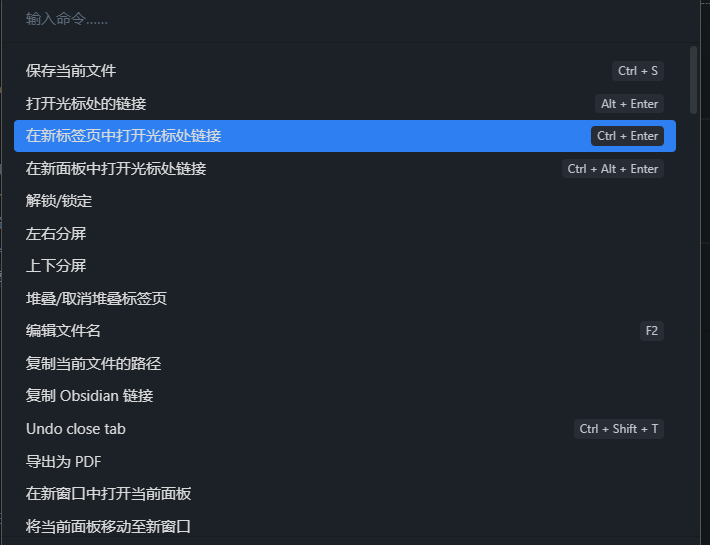 输入命令......
保存当前文件 Ctrl + S
打开光标处的链接 Alt + Enter
在新标签页中打开光标处链接 Ctrl + Enter
在新面板中打开光标处链接 Ctrl + Alt + Enter
解锁/锁定
左右分屏
上下分屏
堆叠/取消堆叠标签页
编辑文件名 F2
复制当前文件的路径
复制 Obsidian 链接
Undo close tab Ctrl + Shift + T
导出为 PDF
在新窗口中打开当前面板
将当前面板移动至新窗口